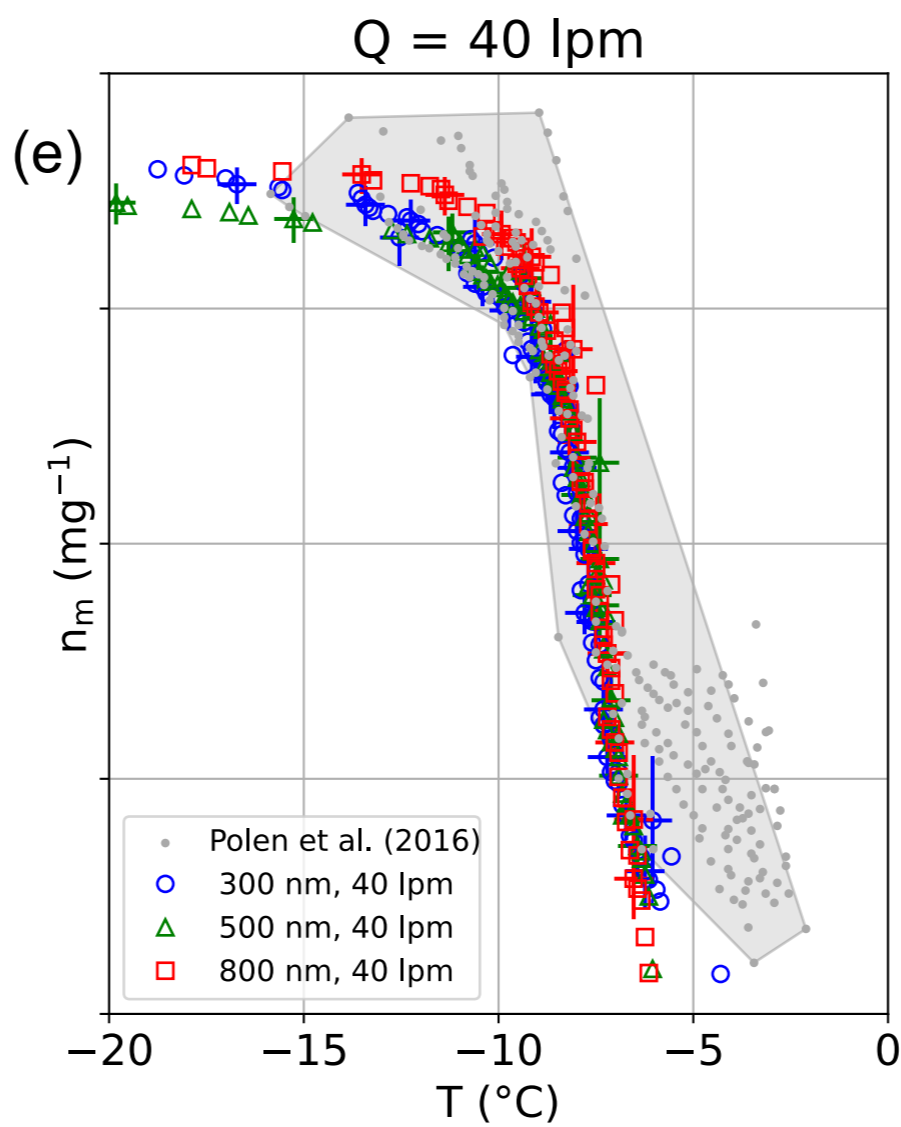 Q = 40 lpm
(e)
nₘ (mg⁻¹)
Polen et al. (2016)
300 nm, 40 lpm
500 nm, 40 lpm
800 nm, 40 lpm
−20 −15 −10 −5 0
T (°C)